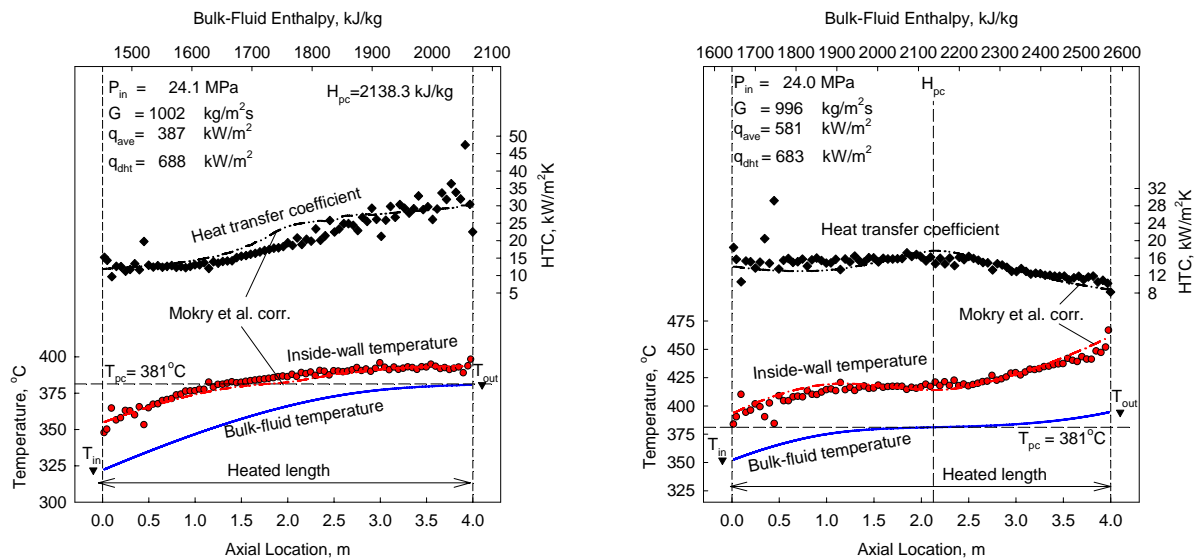 Bulk-Fluid Enthalpy, kJ/kg
1500 1600 1700 1800 1900 2000 2100
P_in = 24.1 MPa
G = 1002 kg/m²s
q_ave = 387 kW/m²
q_dht = 688 kW/m²
H_pc=2138.3 kJ/kg
50
45
40
35
30
25
20
15
10
5
HTC, kW/m²K
Heat transfer coefficient
Mokry et al. corr.
Inside-wall temperature
T_pc = 381°C
T_out
Bulk-fluid temperature
T_in
Heated length
400
375
350
325
300
Temperature, °C
0.0 0.5 1.0 1.5 2.0 2.5 3.0 3.5 4.0
Axial Location, m
Bulk-Fluid Enthalpy, kJ/kg
1600 1700 1800 1900 2000 2100 2200 2300 2400 2500 2600
P_in = 24.0 MPa
G = 996 kg/m²s
q_ave = 581 kW/m²
q_dht = 683 kW/m²
H_pc
32
28
24
20
16
12
8
HTC, kW/m²K
Heat transfer coefficient
Mokry et al. corr.
Inside-wall temperature
T_out
T_pc = 381°C
Bulk-fluid temperature
T_in
Heated length
475
450
425
400
375
350
325
Temperature, °C
0.0 0.5 1.0 1.5 2.0 2.5 3.0 3.5 4.0
Axial Location, m